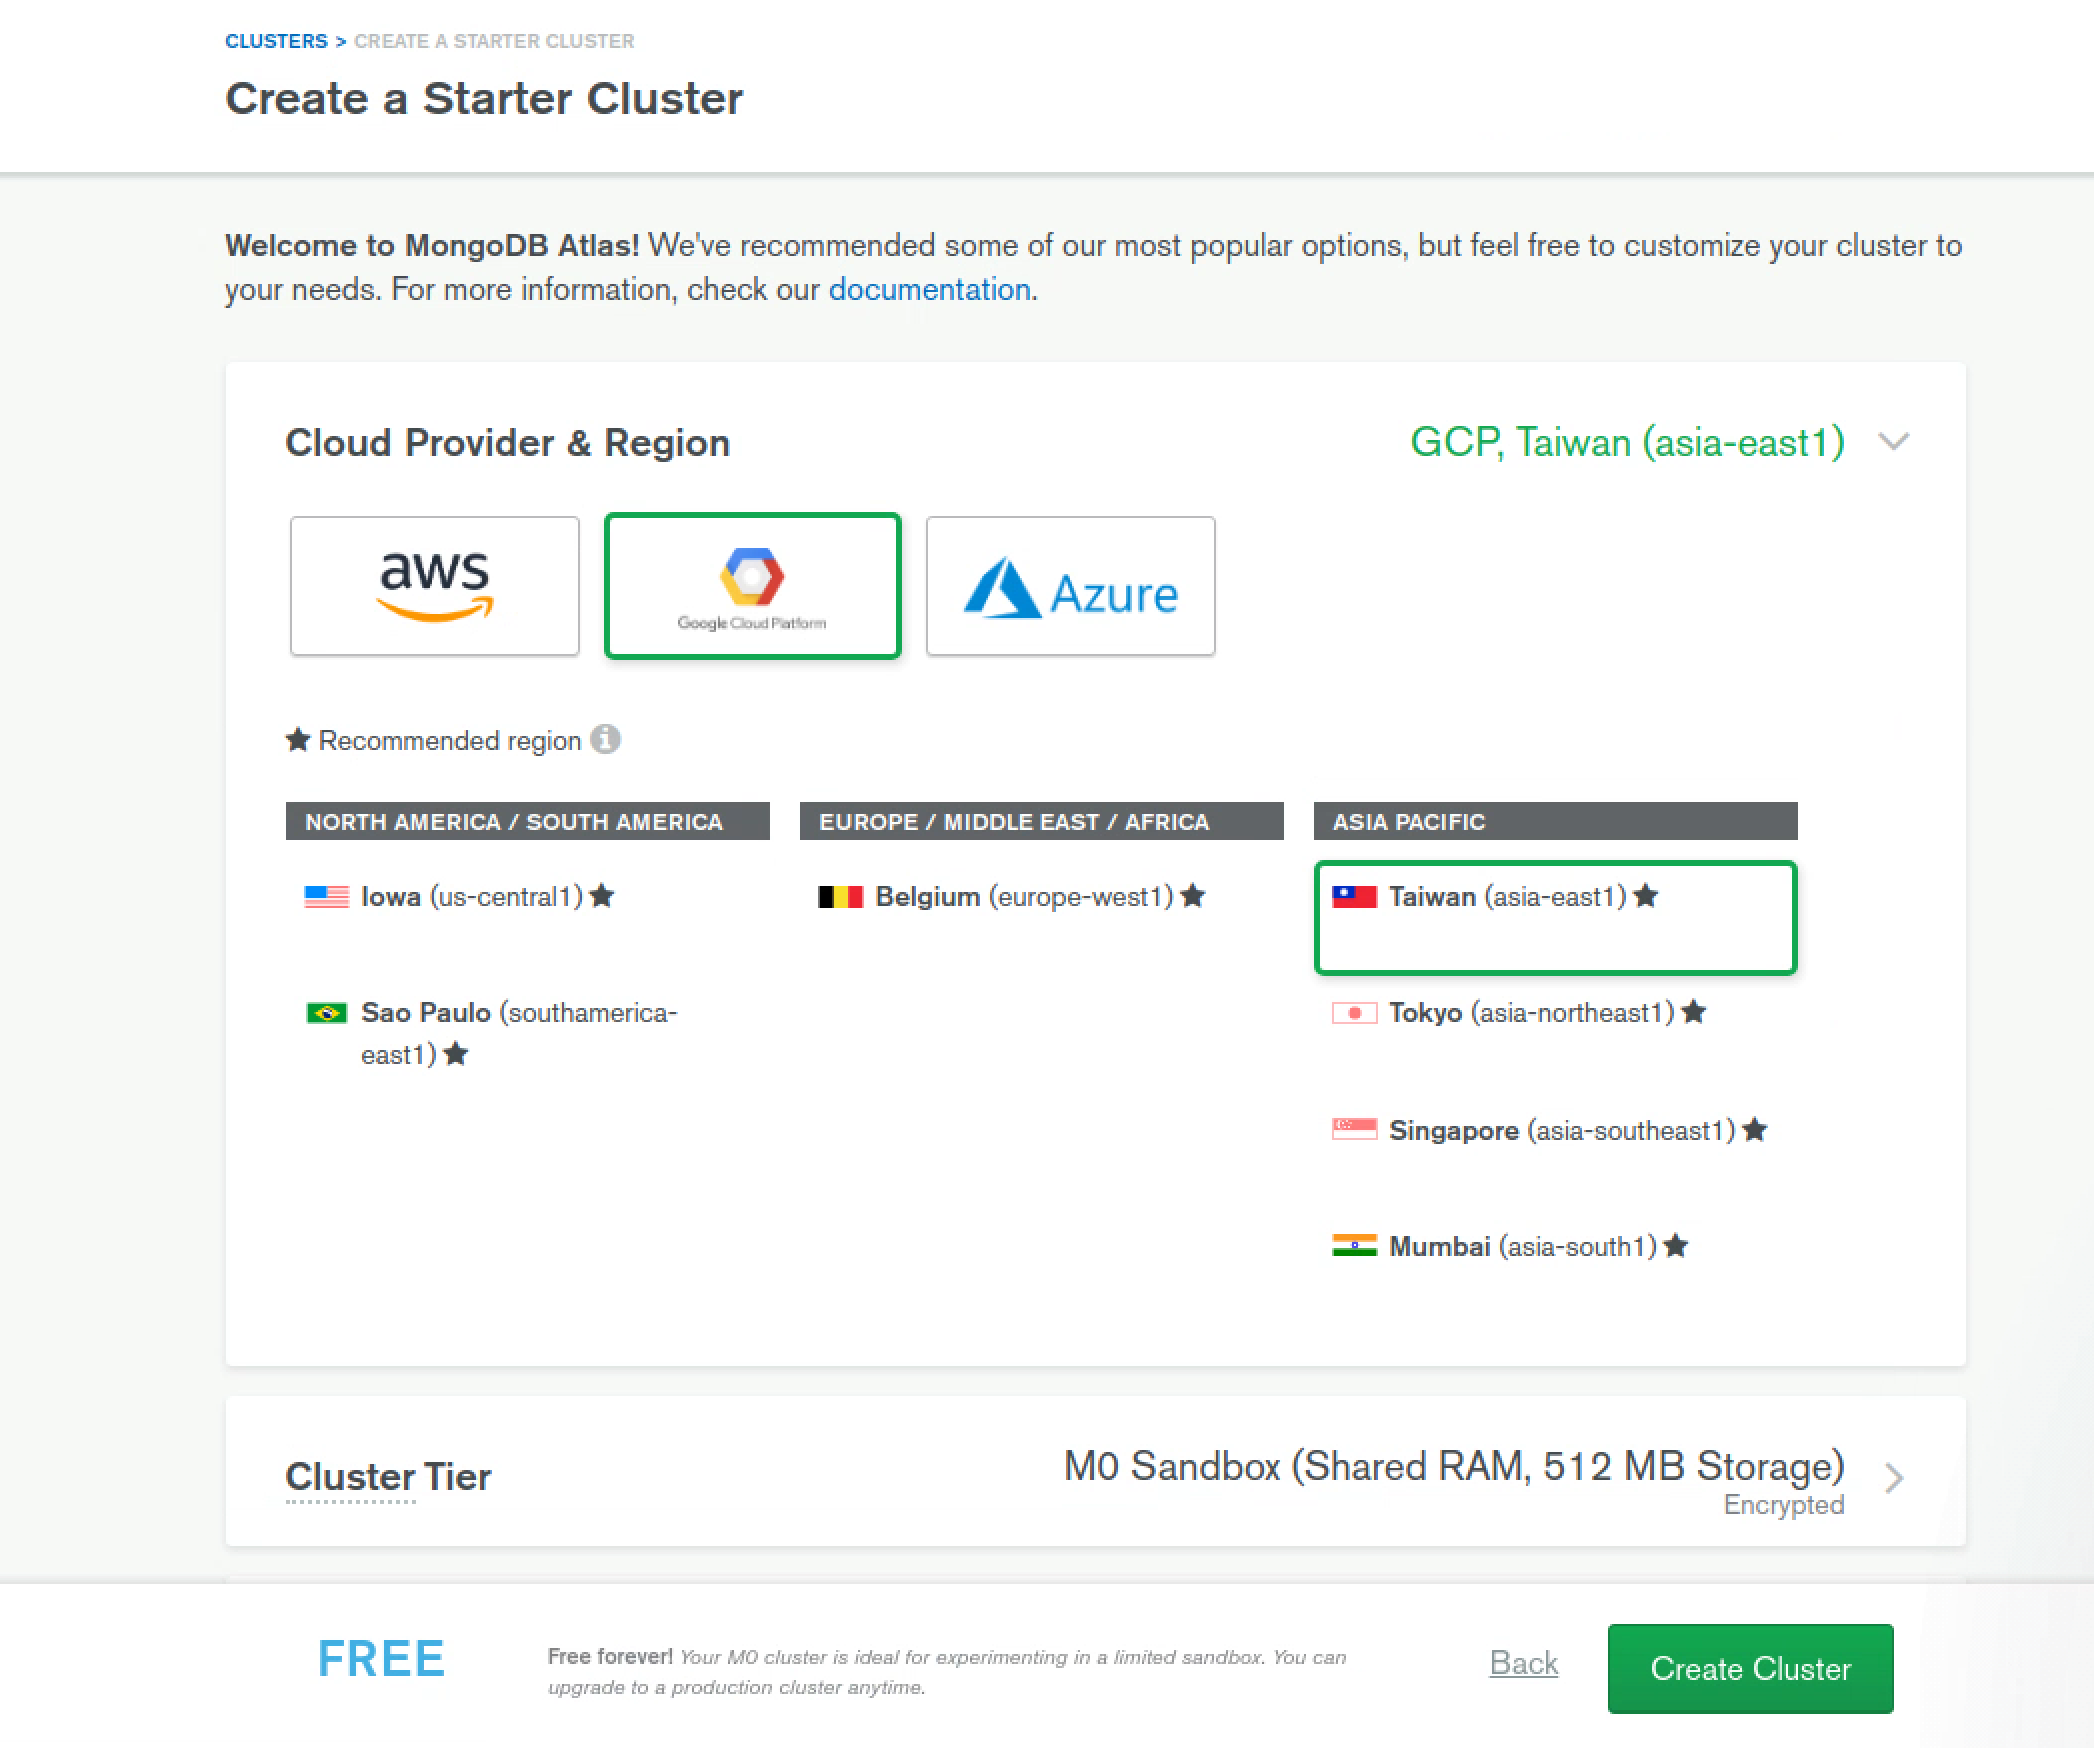 CLUSTERS > CREATE A STARTER CLUSTER
Create a Starter Cluster
Welcome to MongoDB Atlas! We've recommended some of our most popular options, but feel free to customize your cluster to
your needs. For more information, check our documentation.
Cloud Provider & Region
GCP, Taiwan (asia-east1)
aws
Google Cloud Platform
Azure
★ Recommended region
NORTH AMERICA / SOUTH AMERICA
Iowa (us-central1) ★
Sao Paulo (southamerica-
east1) ★
EUROPE / MIDDLE EAST / AFRICA
Belgium (europe-west1) ★
ASIA PACIFIC
Taiwan (asia-east1) ★
Tokyo (asia-northeast1) ★
Singapore (asia-southeast1) ★
Mumbai (asia-south1) ★
Cluster Tier
M0 Sandbox (Shared RAM, 512 MB Storage)
Encrypted
FREE
Free forever! Your M0 cluster is ideal for experimenting in a limited sandbox. You can
upgrade to a production cluster anytime.
Back
Create Cluster